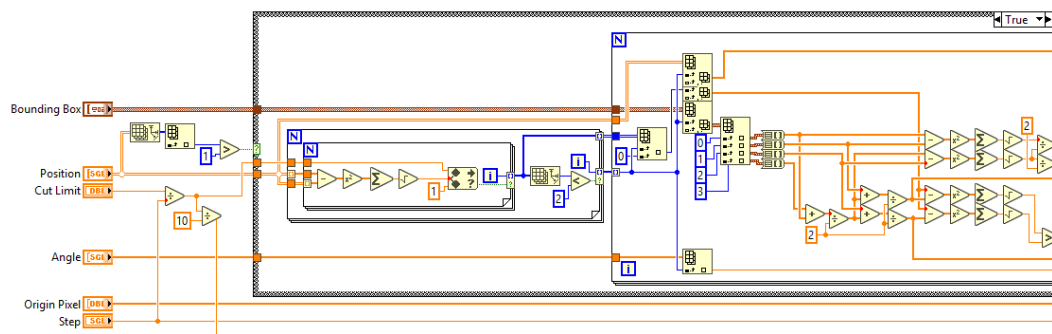 True
N
Bounding Box
N
N
i
0
0
1
2
3
2
1
Position
Cut Limit
1
i
2
10
2
Angle
i
Origin Pixel
Step